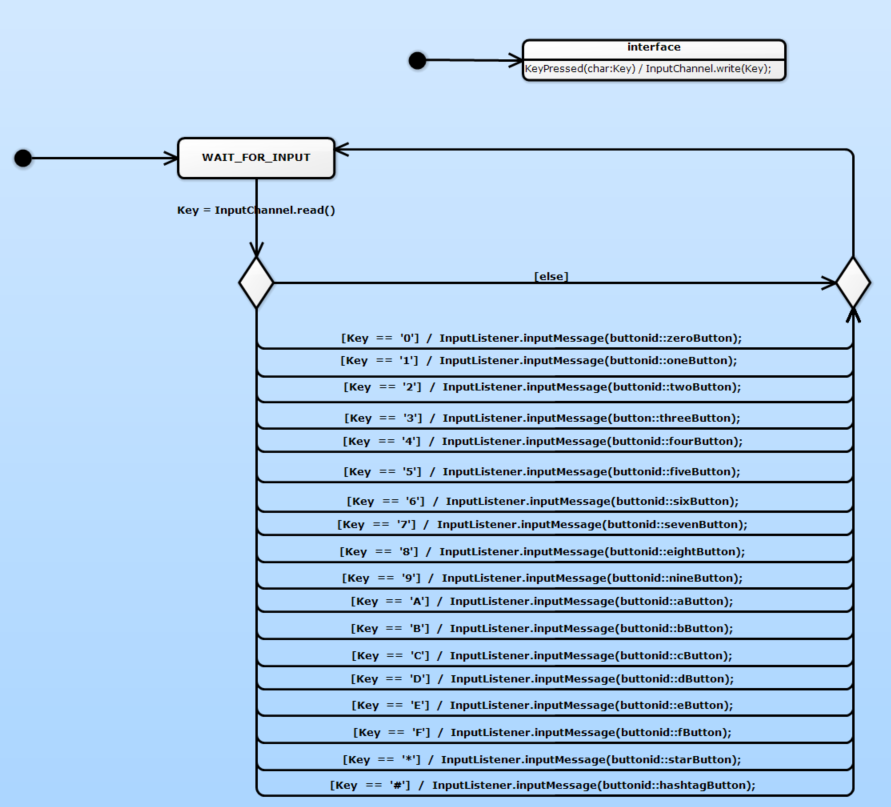 interface
KeyPressed(char:Key) / InputChannel.write(Key);
WAIT_FOR_INPUT
Key = InputChannel.read()
[else]
[Key == '0'] / InputListener.inputMessage(buttonid::zeroButton);
[Key == '1'] / InputListener.inputMessage(buttonid::oneButton);
[Key == '2'] / InputListener.inputMessage(buttonid::twoButton);
[Key == '3'] / InputListener.inputMessage(button::threeButton);
[Key == '4'] / InputListener.inputMessage(buttonid::fourButton);
[Key == '5'] / InputListener.inputMessage(buttonid::fiveButton);
[Key == '6'] / InputListener.inputMessage(buttonid::sixButton);
[Key == '7'] / InputListener.inputMessage(buttonid::sevenButton);
[Key == '8'] / InputListener.inputMessage(buttonid::eightButton);
[Key == '9'] / InputListener.inputMessage(buttonid::nineButton);
[Key == 'A'] / InputListener.inputMessage(buttonid::aButton);
[Key == 'B'] / InputListener.inputMessage(buttonid::bButton);
[Key == 'C'] / InputListener.inputMessage(buttonid::cButton);
[Key == 'D'] / InputListener.inputMessage(buttonid::dButton);
[Key == 'E'] / InputListener.inputMessage(buttonid::eButton);
[Key == 'F'] / InputListener.inputMessage(buttonid::fButton);
[Key == '*'] / InputListener.inputMessage(buttonid::starButton);
[Key == '#'] / InputListener.inputMessage(buttonid::hashtagButton);